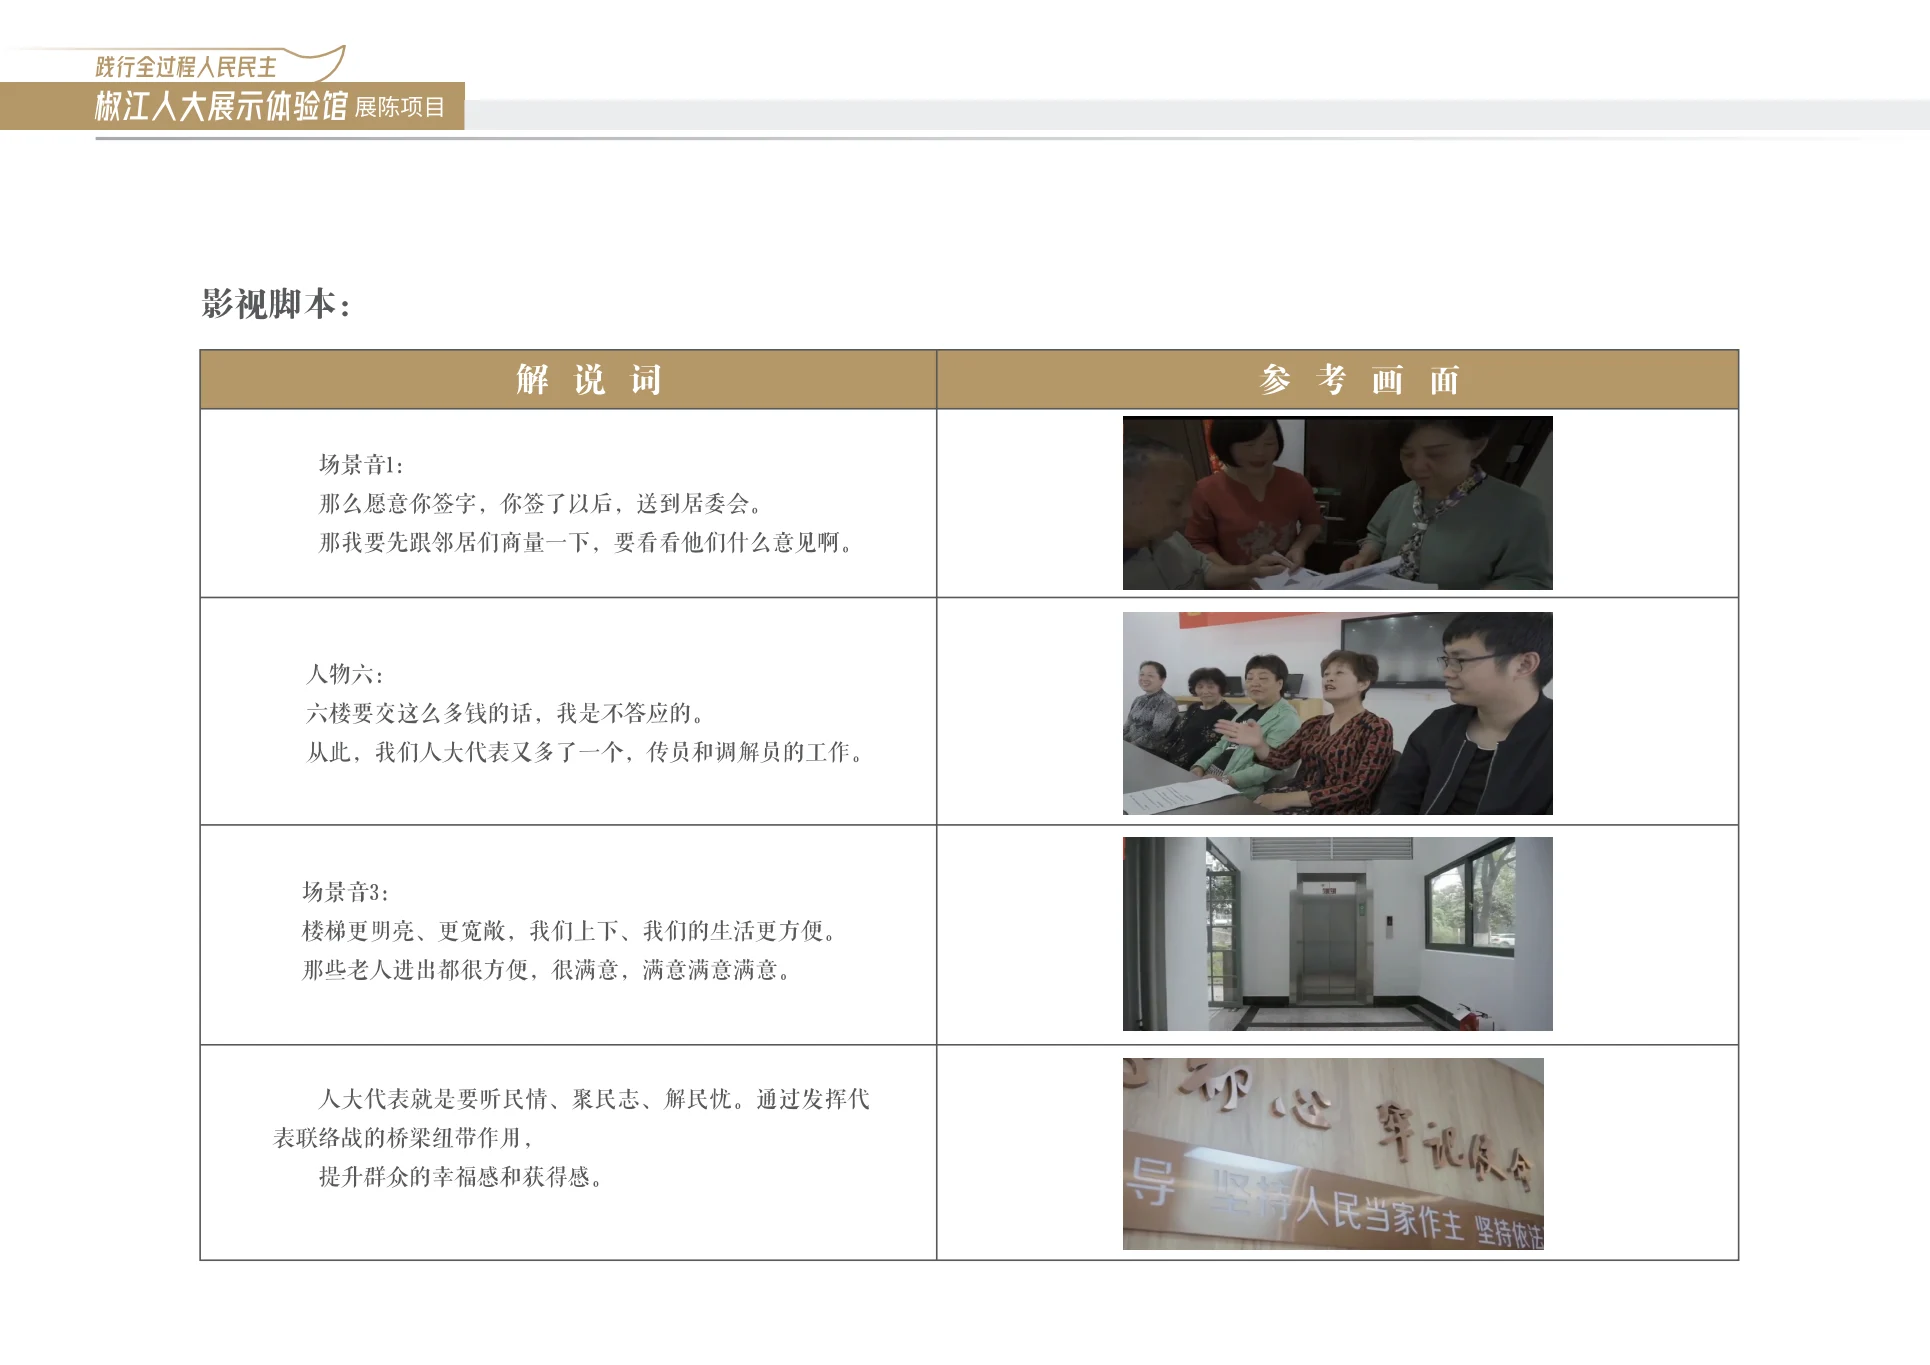 践行全过程人民民主
椒江人大展示体验馆 展陈项目
影视脚本：
解说词
参考画面
场景音1：
那么愿意你签字，你签了以后，送到居委会。
那我要先跟邻居们商量一下，要看看他们什么意见啊。
人物六：
六楼要交这么多钱的话，我是不答应的。
从此，我们人大代表又多了一个，传员和调解员的工作。
场景音3：
楼梯更明亮、更宽敞，我们上下、我们的生活更方便。
那些老人进出都很方便，很满意，满意满意满意。
人大代表就是要听民情、聚民志、解民忧。通过发挥代
表联络战的桥梁纽带作用，
提升群众的幸福感和获得感。
初心 牢记使命
导 坚持人民当家作主 坚持依法